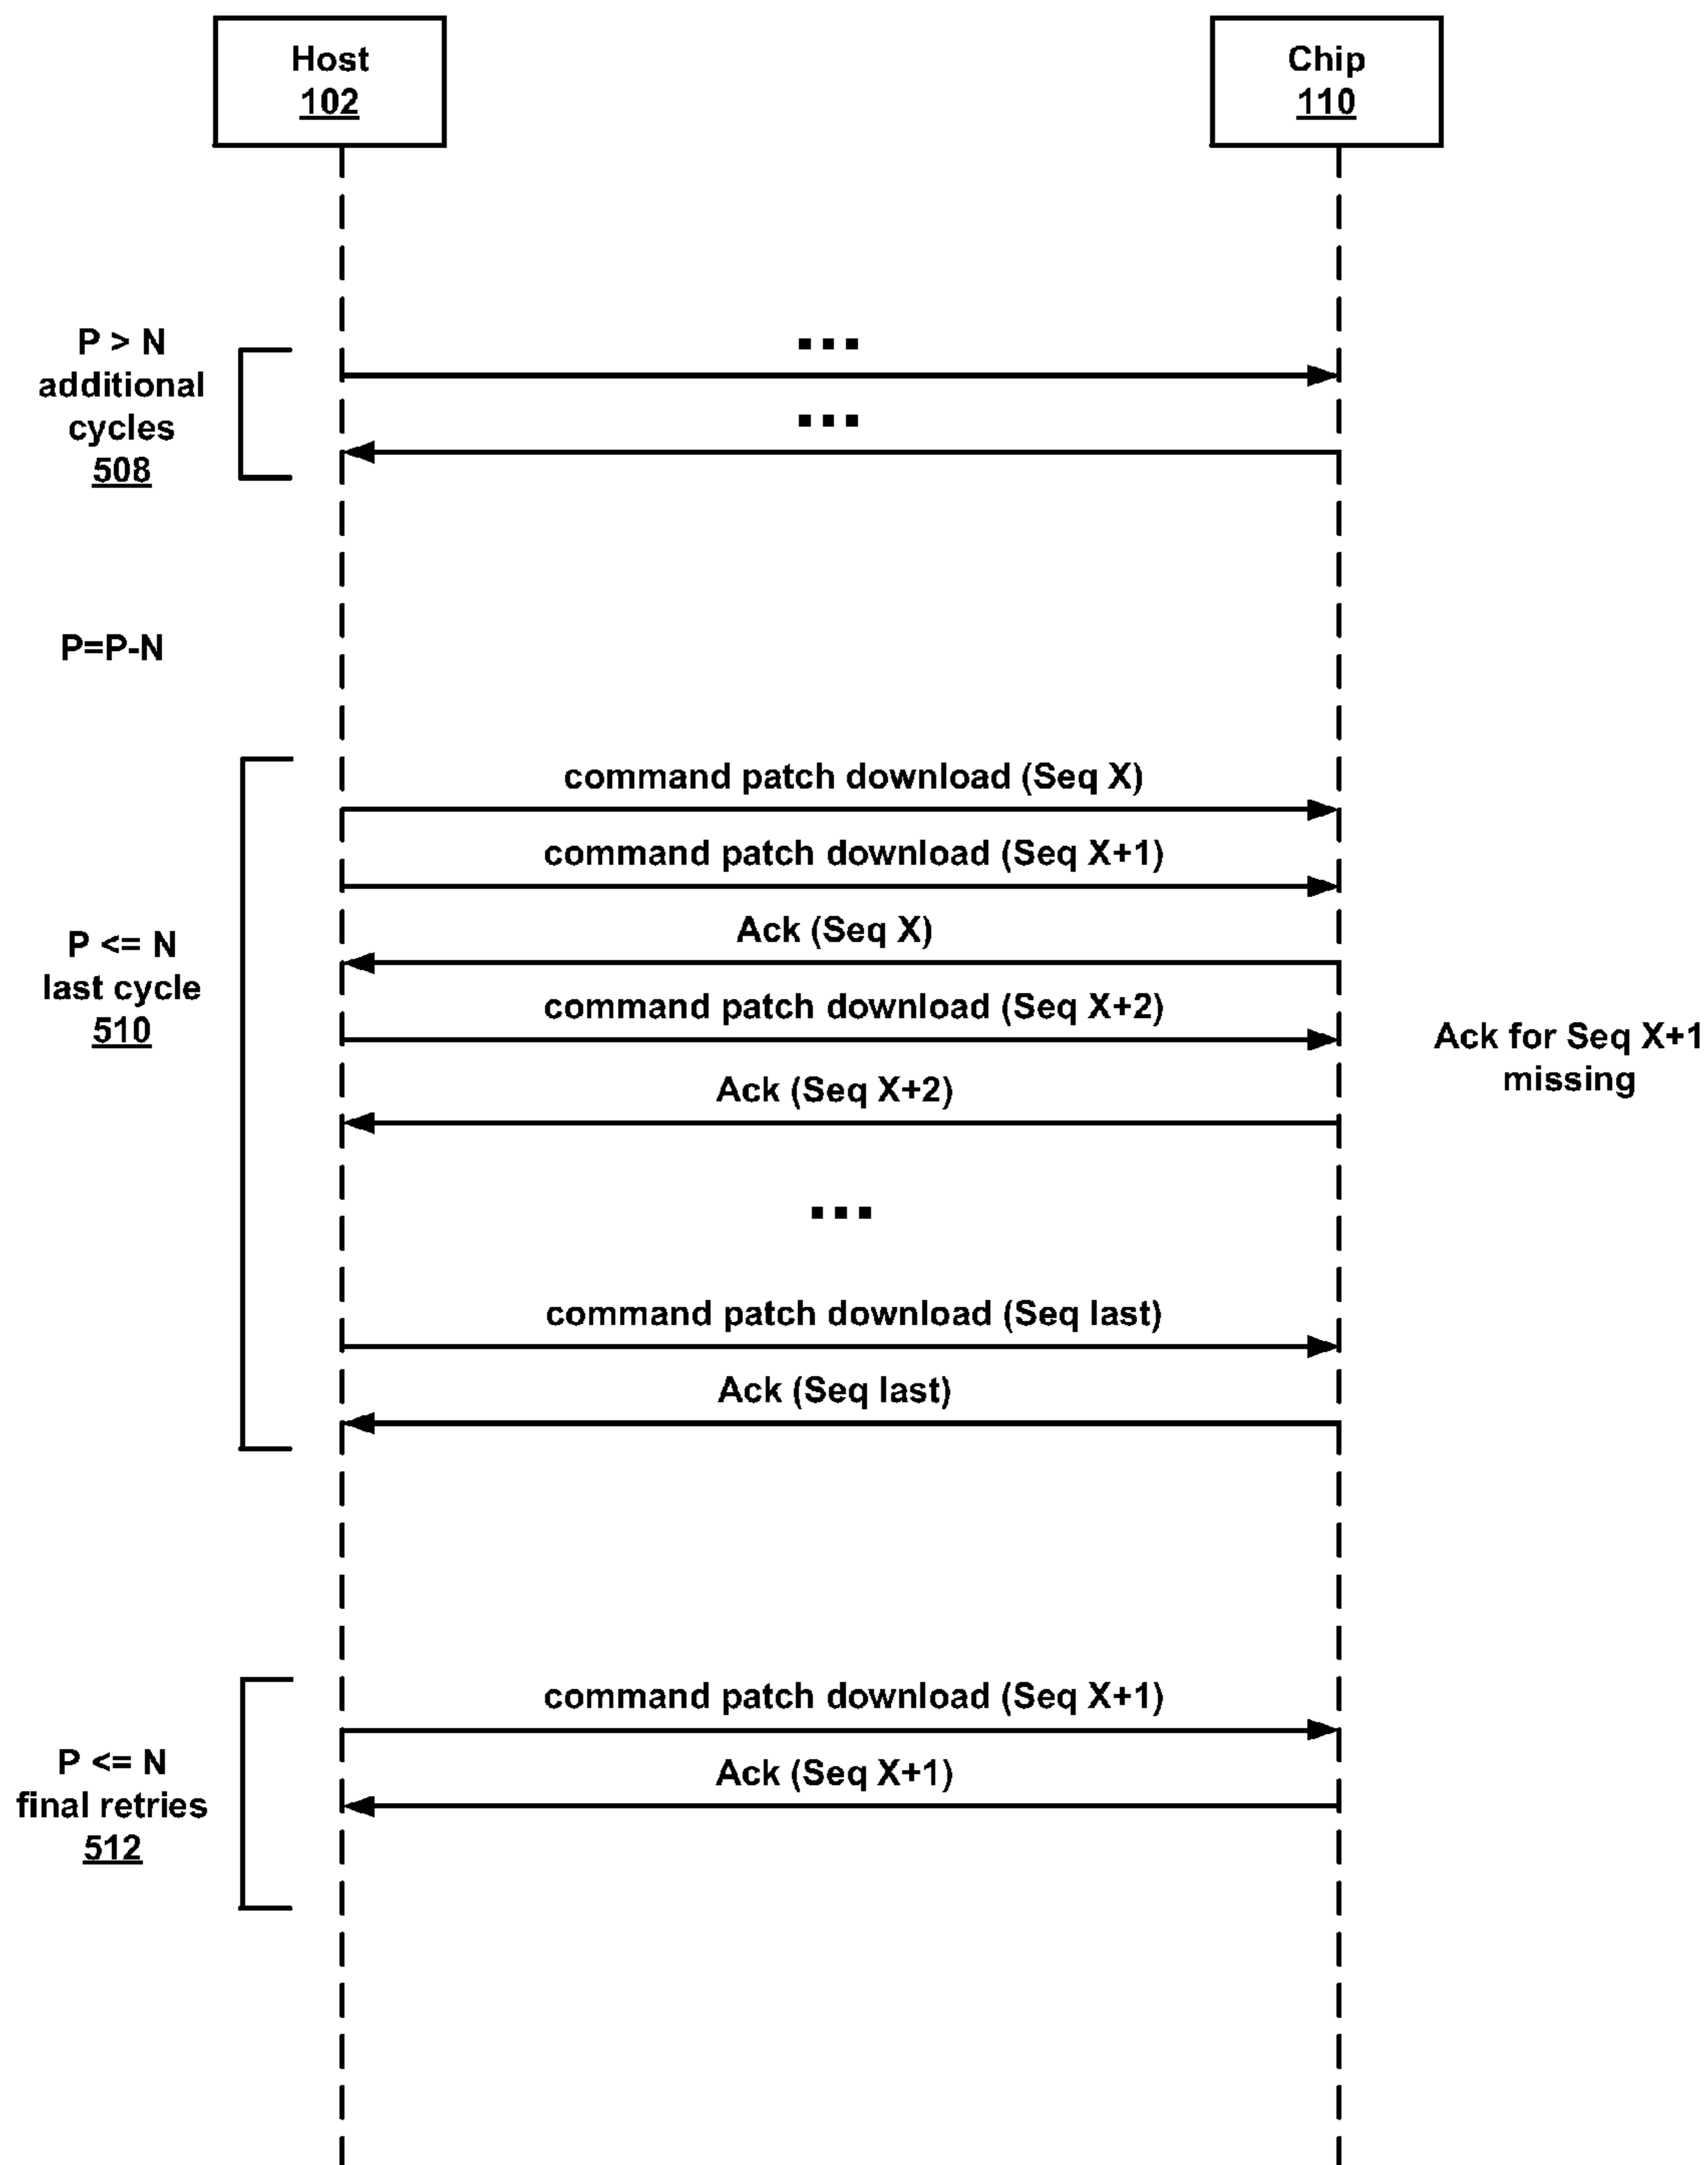 Host
102
Chip
110
P > N
additional
cycles
508
...
...
P=P-N
command patch download (Seq X)
command patch download (Seq X+1)
Ack (Seq X)
P <= N
last cycle
510
command patch download (Seq X+2)
Ack for Seq X+1
missing
Ack (Seq X+2)
...
command patch download (Seq last)
Ack (Seq last)
command patch download (Seq X+1)
P <= N
final retries
512
Ack (Seq X+1)